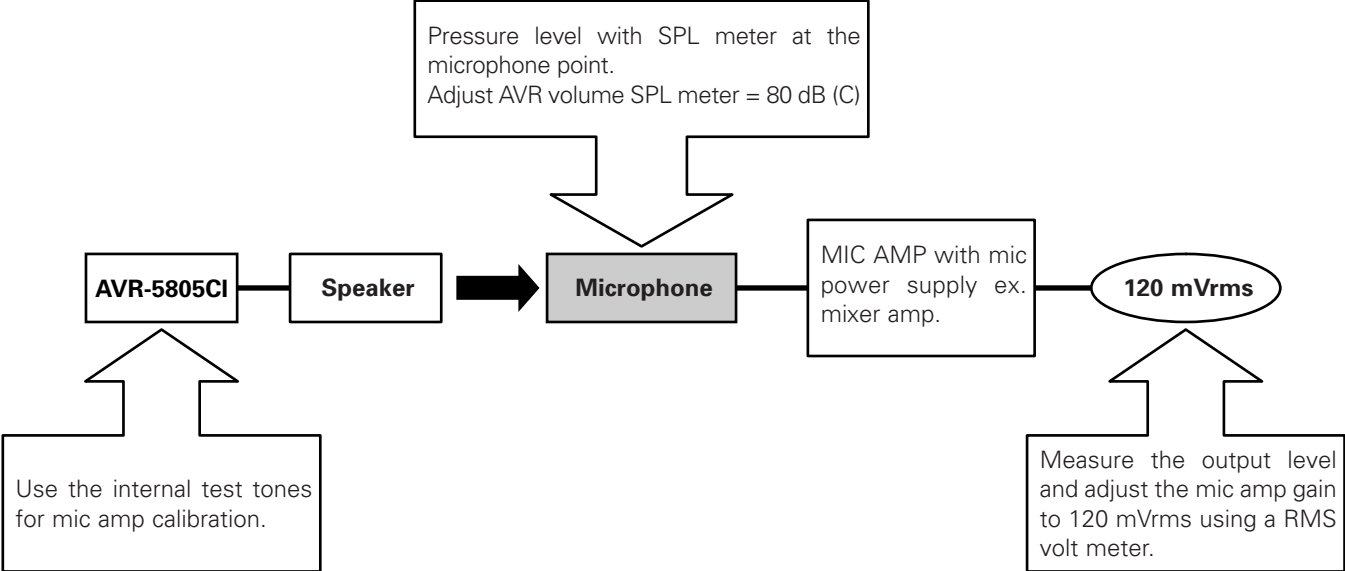 Pressure level with SPL meter at the
microphone point.
Adjust AVR volume SPL meter = 80 dB (C)
AVR-5805CI
Speaker
Microphone
MIC AMP with mic
power supply ex.
mixer amp.
120 mVrms
Use the internal test tones
for mic amp calibration.
Measure the output level
and adjust the mic amp gain
to 120 mVrms using a RMS
volt meter.